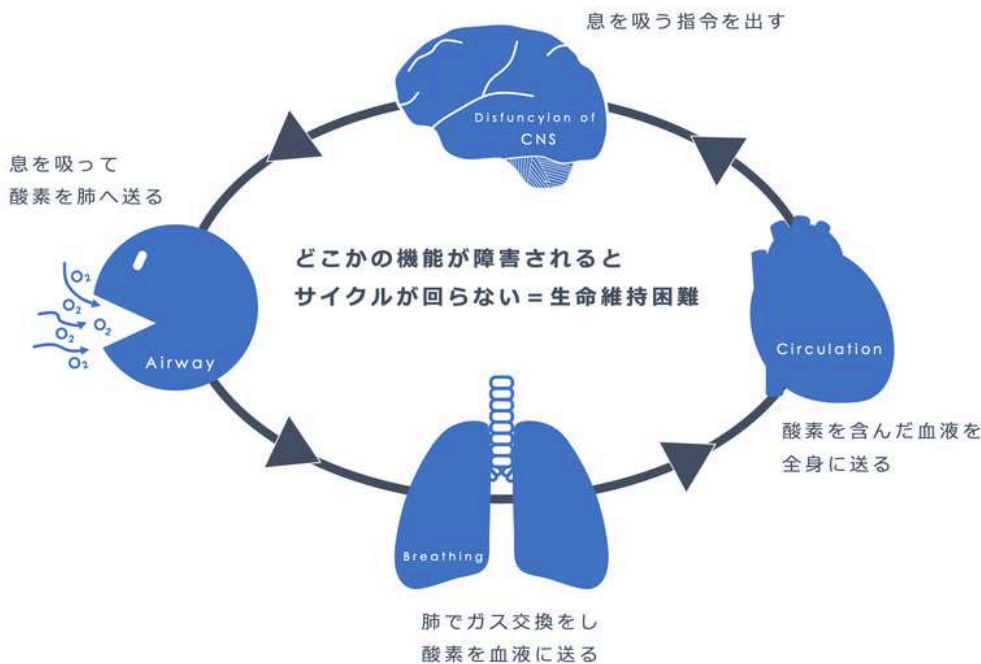 息を吸う指令を出す
Disfuncyion of
CNS
息を吸って
酸素を肺へ送る
O2
O2
O2
O2
O2
Airway
どこかの機能が障害されると
サイクルが回らない＝生命維持困難
Circulation
酸素を含んだ血液を
全身に送る
Breathing
肺でガス交換をし
酸素を血液に送る